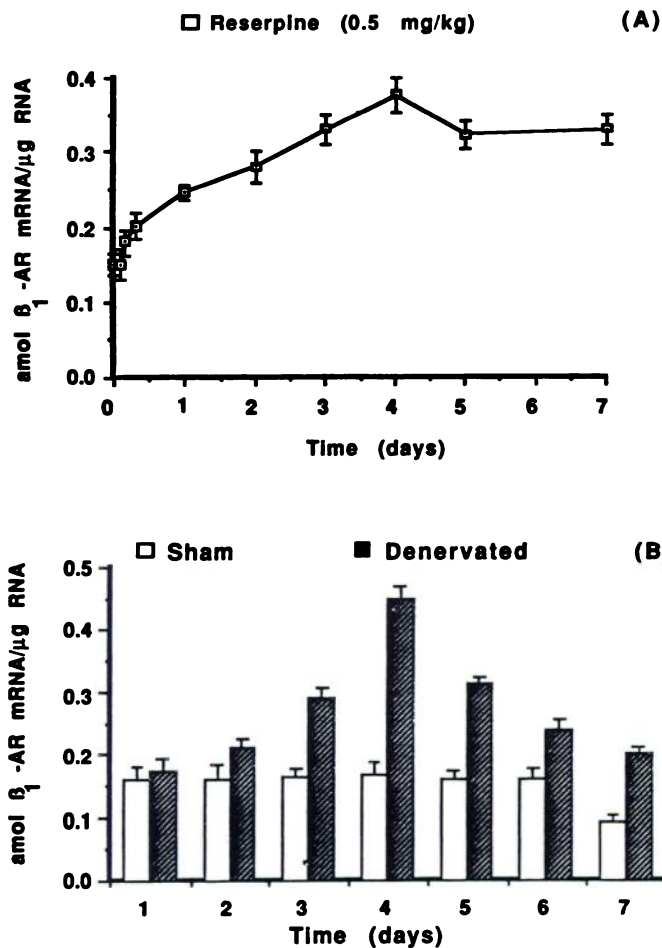 Reserpine (0.5 mg/kg)
(A)
amol ß1-AR mRNA/µg RNA
0.4
0.3
0.2
0.1
0.0
0 1 2 3 4 5 6 7
Time (days)
Sham
Denervated
(B
amol ß1-AR mRNA/µg RNA
0.5
0.4
0.3
0.2
0.1
0.0
1 2 3 4 5 6 7
Time (days)